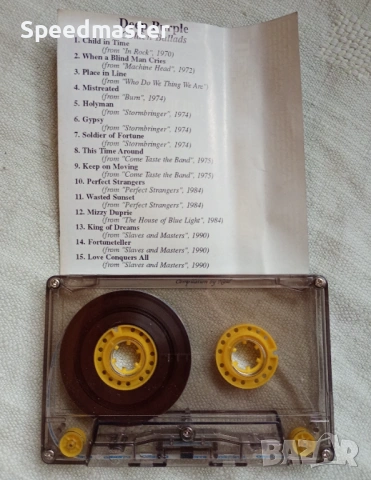 Speedmaster
Deep Purple
Ballads
1. Child in Time
(from "In Rock", 1970)
2. When a Blind Man Cries
(from "Machine Head", 1972)
3. Place in Line
(from "Who Do We Thing We Are")
4. Mistreated
(from "Burn", 1974)
5. Holyman
(from "Stormbringer", 1974)
6. Gypsy
(from "Stormbringer", 1974)
7. Soldier of Fortune
(from "Stormbringer", 1974)
8. This Time Around
(from "Come Taste the Band", 1975)
9. Keep on Moving
(from "Come Taste the Band", 1975)
10. Perfect Strangers
(from "Perfect Strangers", 1984)
11. Wasted Sunset
(from "Perfect Strangers", 1984)
12. Mizzy Duprie
(from "The House of Blue Light", 1984)
13. King of Dreams
(from "Slaves and Masters", 1990)
14. Fortumeteller
(from "Slaves and Masters", 1990)
15. Love Conquers All
(from "Slaves and Masters", 1990)
BAZAR